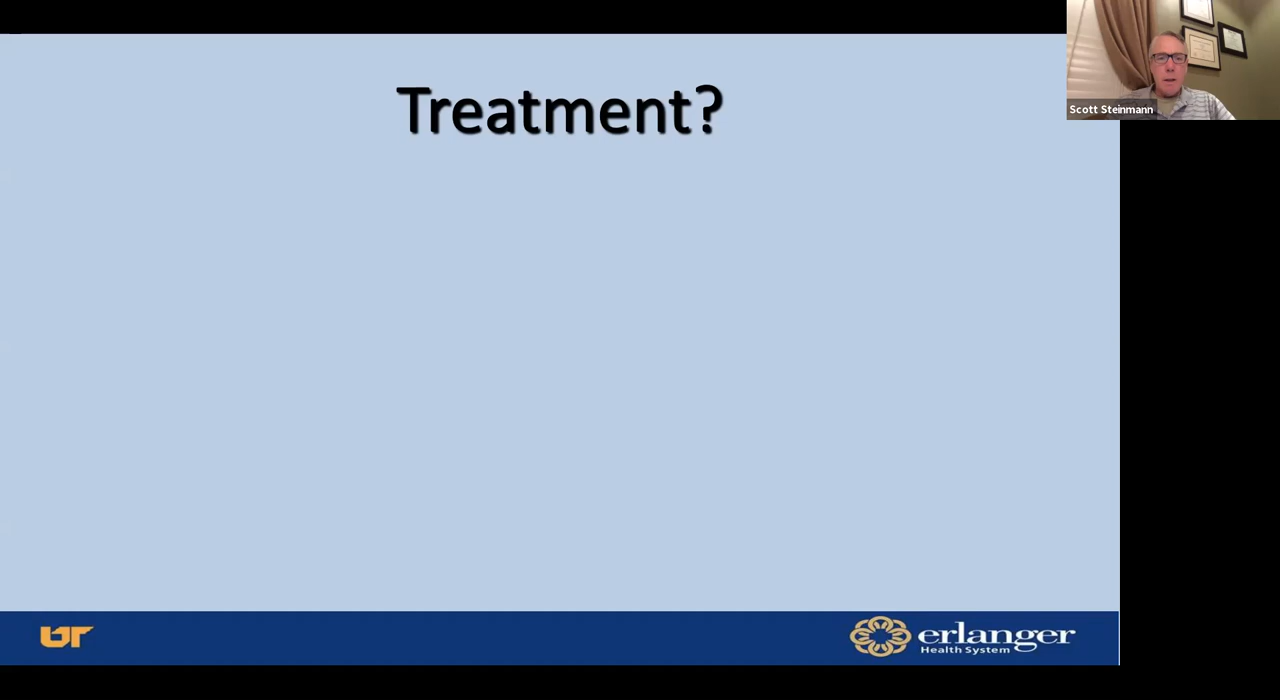 Treatment?
Scott Steinmann
UT
erlanger
Health System